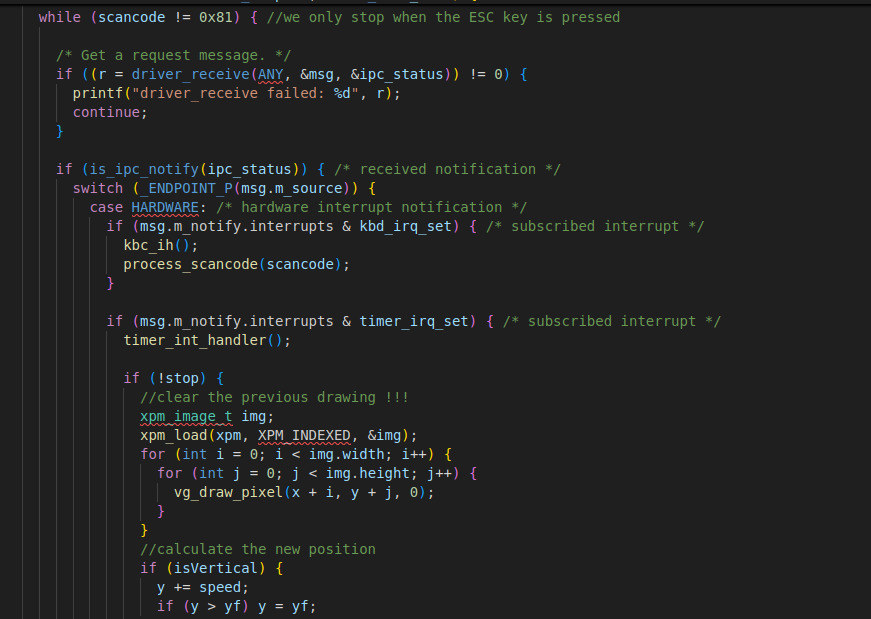 while (scancode != 0x81) { //we only stop when the ESC key is pressed
/* Get a request message. */
if ((r = driver_receive(ANY, &msg, &ipc_status)) != 0) {
printf("driver_receive failed: %d", r);
continue;
}
if (is_ipc_notify(ipc_status)) { /* received notification */
switch (_ENDPOINT_P(msg.m_source)) {
case HARDWARE: /* hardware interrupt notification */
if (msg.m_notify.interrupts & kbd_irq_set) { /* subscribed interrupt */
kbc_ih();
process_scancode(scancode);
}
if (msg.m_notify.interrupts & timer_irq_set) { /* subscribed interrupt */
timer_int_handler();
if (!stop) {
//clear the previous drawing !!!
xpm_image_t img;
xpm_load(xpm, XPM_INDEXED, &img);
for (int i = 0; i < img.width; i++) {
for (int j = 0; j < img.height; j++) {
vg_draw_pixel(x + i, y + j, 0);
}
}
//calculate the new position
if (isVertical) {
y += speed;
if (y > yf) y = yf;